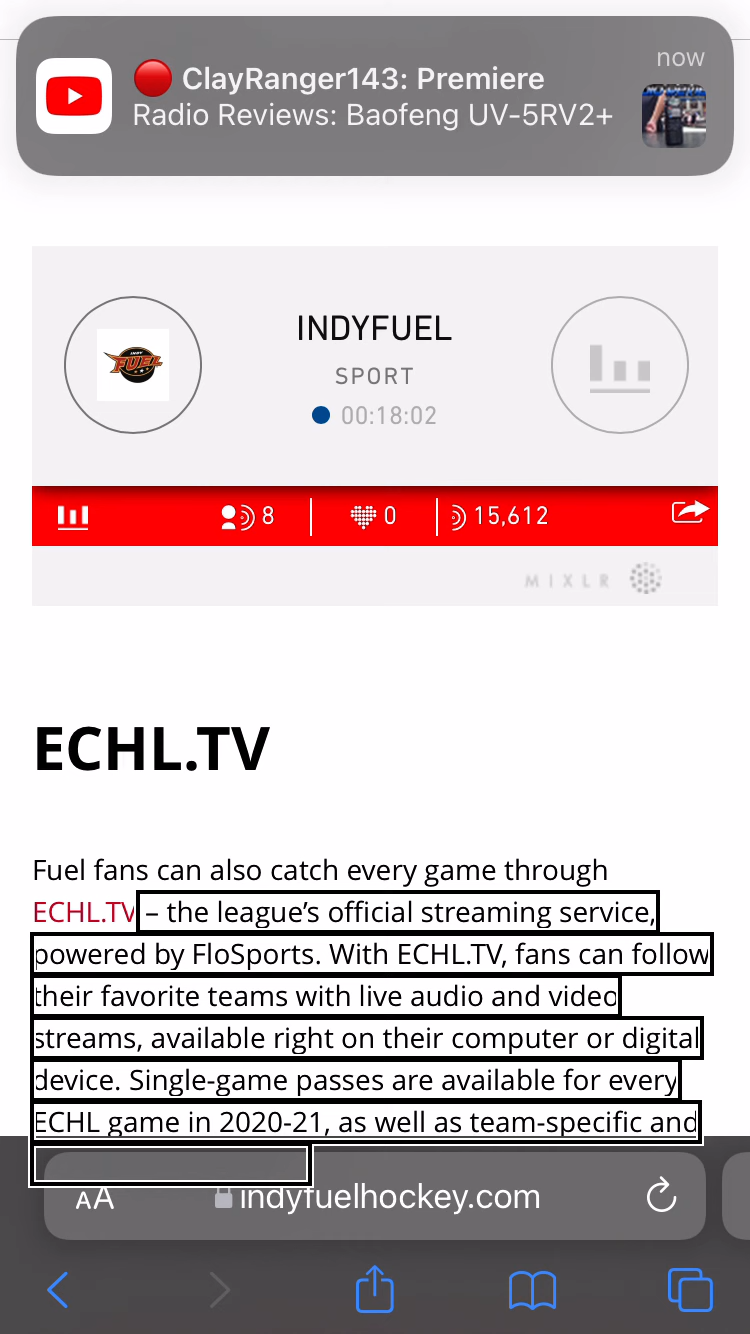 now
🔴 ClayRanger143: Premiere
Radio Reviews: Baofeng UV-5RV2+
INDY
FUEL
INDYFUEL
SPORT
00:18:02
8
0
15,612
MIXLR
ECHL.TV
Fuel fans can also catch every game through
ECHL.TV – the league’s official streaming service,
powered by FloSports. With ECHL.TV, fans can follow
their favorite teams with live audio and video
streams, available right on their computer or digital
device. Single-game passes are available for every
ECHL game in 2020-21, as well as team-specific and
AA
indyfuelhockey.com